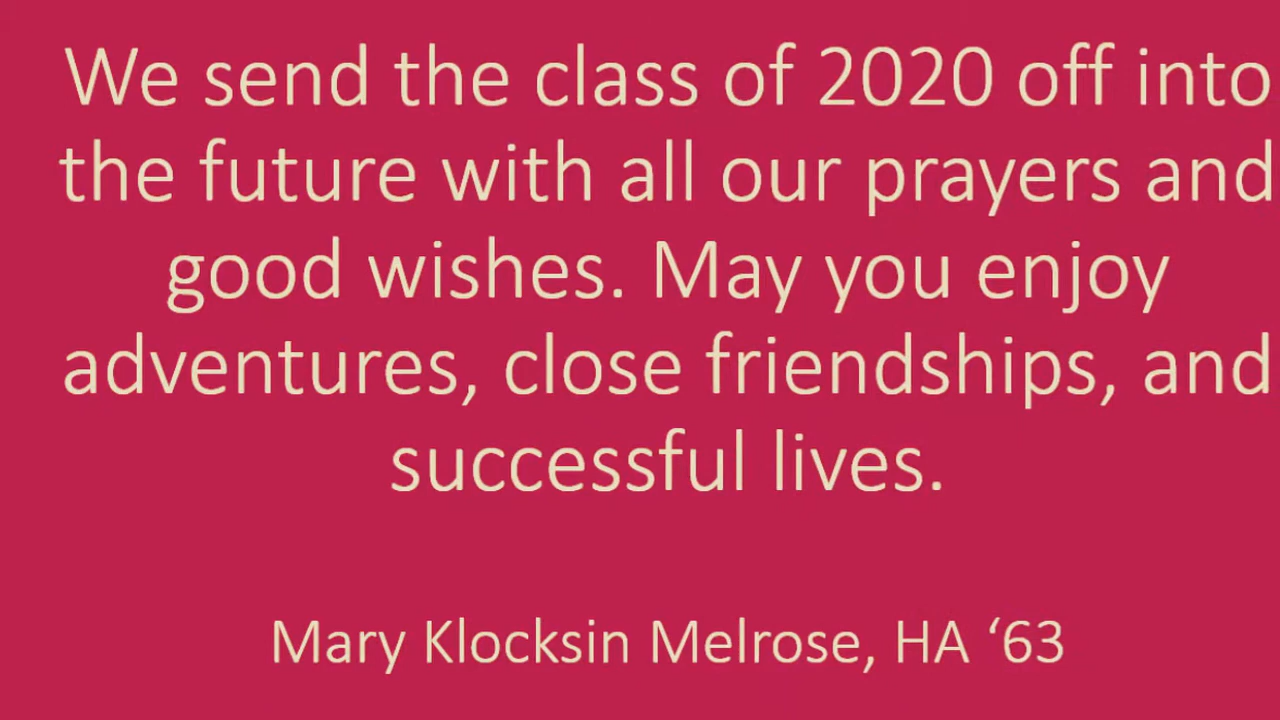 We send the class of 2020 off into
the future with all our prayers and
good wishes. May you enjoy
adventures, close friendships, and
successful lives.
Mary Klocksin Melrose, HA ‘63